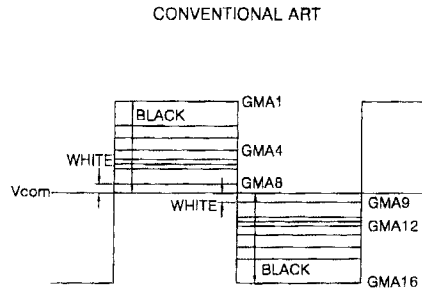 CONVENTIONAL ART
GMA1
BLACK
GMA4
WHITE
GMA8
Vcom
WHITE
GMA9
GMA12
BLACK
GMA16